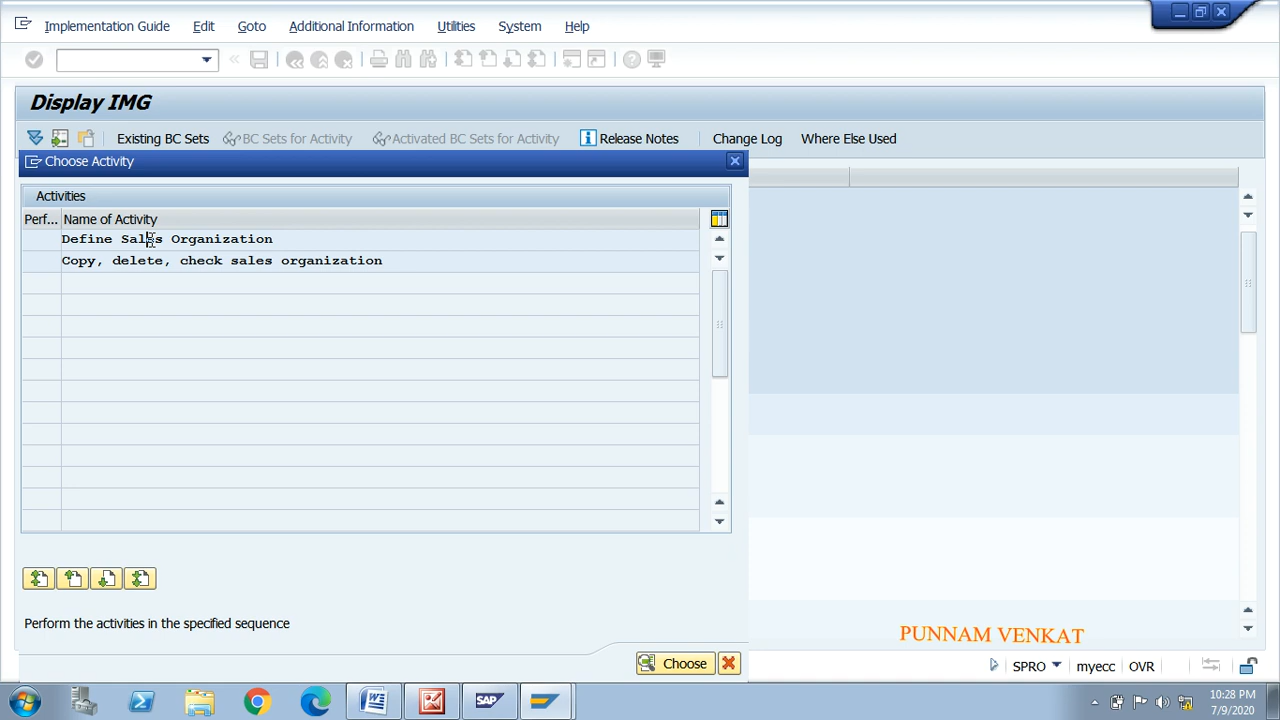 Implementation Guide Edit Goto Additional Information Utilities System Help
Display IMG
Existing BC Sets BC Sets for Activity Activated BC Sets for Activity Release Notes Change Log Where Else Used
Choose Activity
Activities
Perf... Name of Activity
Define Sales Organization
Copy, delete, check sales organization
Perform the activities in the specified sequence
PUNNAM VENKAT
Choose
SPRO myecc OVR
SAP
10:28 PM
7/9/2020